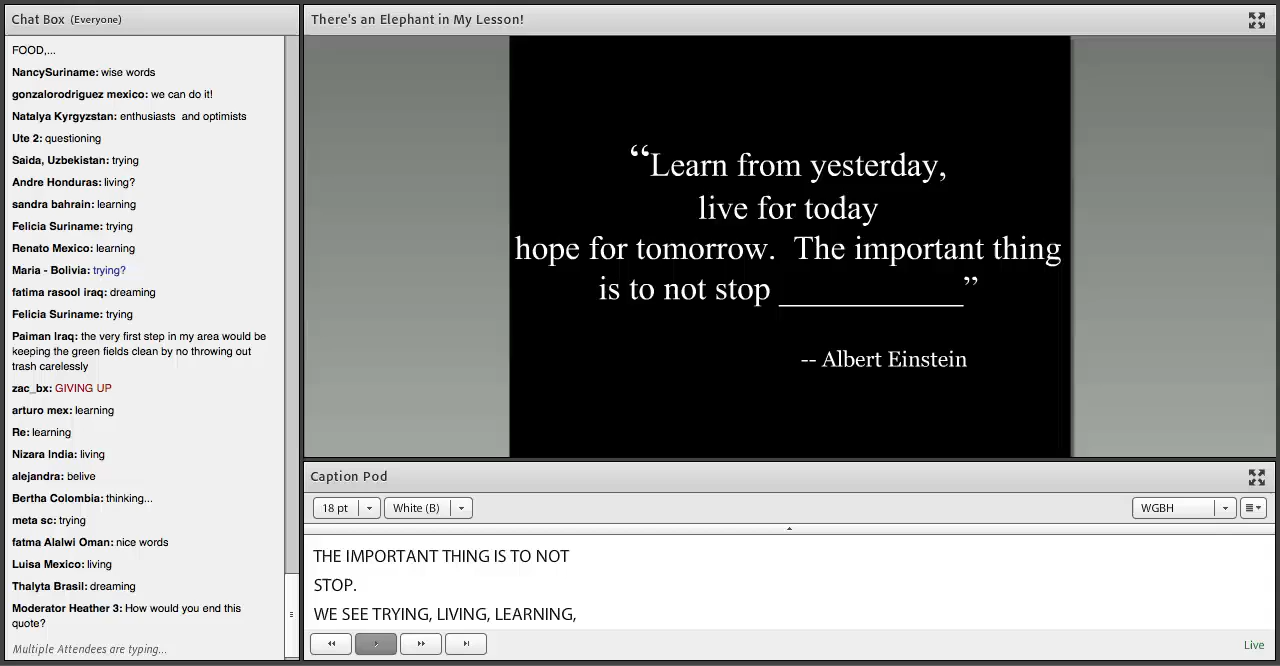 Chat Box (Everyone)
FOOD,...
NancySuriname: wise words
gonzalorodriguez mexico: we can do it!
Natalya Kyrgyzstan: enthusiasts and optimists
Ute 2: questioning
Saida, Uzbekistan: trying
Andre Honduras: living?
sandra bahrain: learning
Felicia Suriname: trying
Renato Mexico: learning
Maria - Bolivia: trying?
fatima rasool iraq: dreaming
Felicia Suriname: trying
Paiman Iraq: the very first step in my area would be
keeping the green fields clean by no throwing out
trash carelessly
zac_bx: GIVING UP
arturo mex: learning
Re: learning
Nizara India: living
alejandra: belive
Bertha Colombia: thinking...
meta sc: trying
fatma Alalwi Oman: nice words
Luisa Mexico: living
Thalyta Brasil: dreaming
Moderator Heather 3: How would you end this
quote?
Multiple Attendees are typing...
There's an Elephant in My Lesson!
“Learn from yesterday,
live for today
hope for tomorrow. The important thing
is to not stop ___________”
-- Albert Einstein
Caption Pod
18 pt
White (B)
WGBH
THE IMPORTANT THING IS TO NOT
STOP.
WE SEE TRYING, LIVING, LEARNING,
Live